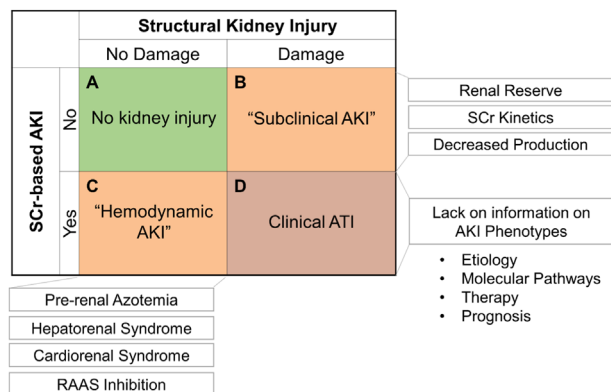 Structural Kidney Injury
No Damage
Damage
SCr-based AKI
No
Yes
A
No kidney injury
B
“Subclinical AKI”
C
“Hemodynamic
AKI”
D
Clinical ATI
Renal Reserve
SCr Kinetics
Decreased Production
Lack on information on
AKI Phenotypes
• Etiology
• Molecular Pathways
• Therapy
• Prognosis
Pre-renal Azotemia
Hepatorenal Syndrome
Cardiorenal Syndrome
RAAS Inhibition